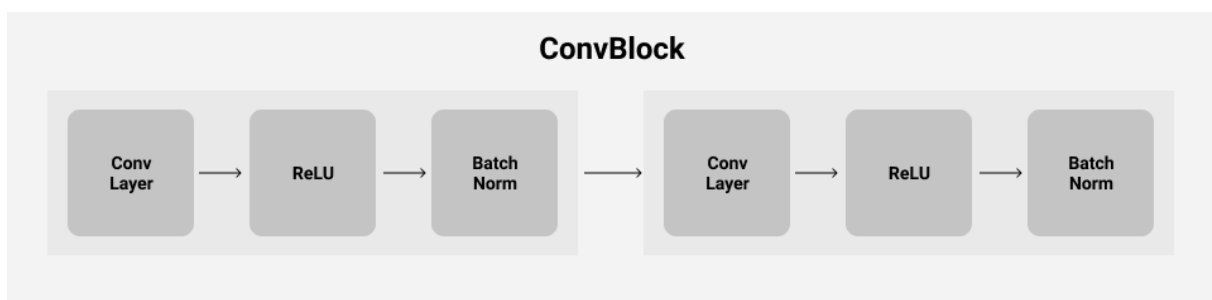 ConvBlock
Conv
Layer
ReLU
Batch
Norm
Conv
Layer
ReLU
Batch
Norm